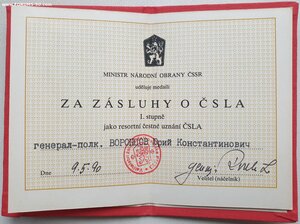 MINISTR NÁRODNÍ OBRANY ČSSR
uděluje medaili
ZA ZÁSLUHY O ČSLA
I. stupně
jako resortní čestné uznání ČSLA
генерал-полк. ВОРОНЦОВ Юрий Константинович
Dne 9.5.90
Velitel (náčelník)